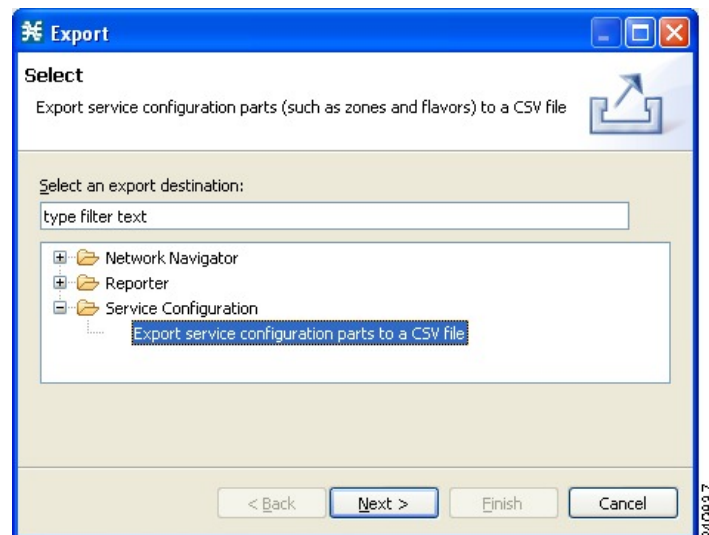 Export
Select
Export service configuration parts (such as zones and flavors) to a CSV file
Select an export destination:
type filter text
Network Navigator
Reporter
Service Configuration
Export service configuration parts to a CSV file
< Back
Next >
Finish
Cancel